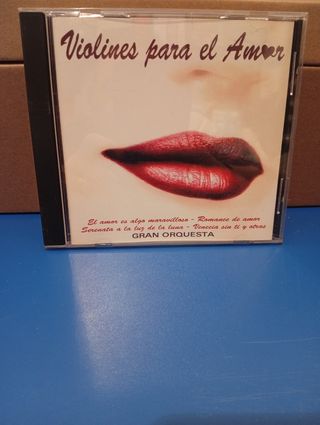 Violines para el Amor
El amor es algo maravilloso - Romance de amor
Serenata a la luz de la luna - Venecia sin ti y otras
GRAN ORQUESTA